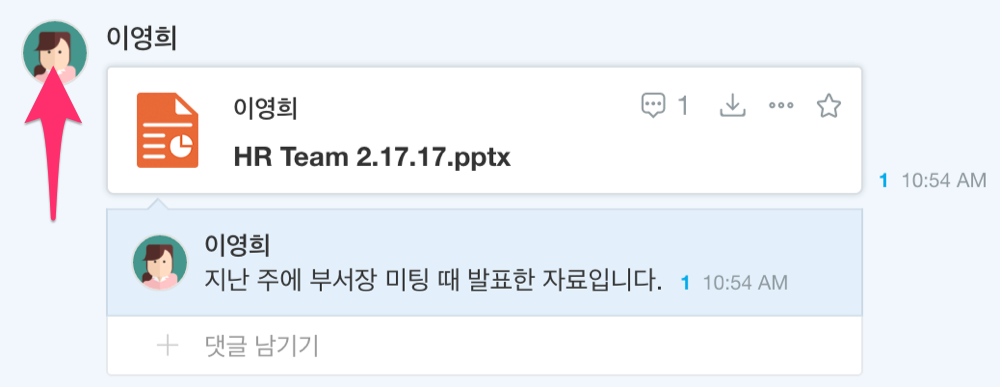 이영희
이영희
1
HR Team 2.17.17.pptx
1 10:54 AM
이영희
지난 주에 부서장 미팅 때 발표한 자료입니다. 1 10:54 AM
댓글 남기기